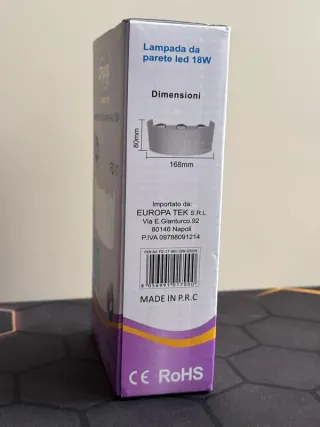 Lampada da
parete led 18W
Dimensioni
80mm
168mm
Importato da:
EUROPA TEK S.R.L
Via E.Gianturco.92
80146 Napoli
P.IVA 09788091214
MADE IN P.R.C
CE RoHS